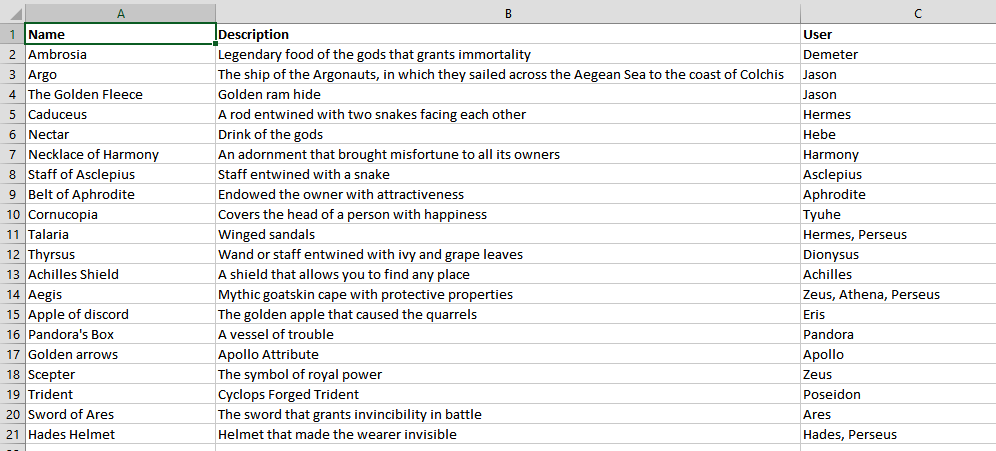 A B C
1 Name Description User
2 Ambrosia Legendary food of the gods that grants immortality Demeter
3 Argo The ship of the Argonauts, in which they sailed across the Aegean Sea to the coast of Colchis Jason
4 The Golden Fleece Golden ram hide Jason
5 Caduceus A rod entwined with two snakes facing each other Hermes
6 Nectar Drink of the gods Hebe
7 Necklace of Harmony An adornment that brought misfortune to all its owners Harmony
8 Staff of Asclepius Staff entwined with a snake Asclepius
9 Belt of Aphrodite Endowed the owner with attractiveness Aphrodite
10 Cornucopia Covers the head of a person with happiness Tyuhe
11 Talaria Winged sandals Hermes, Perseus
12 Thyrsus Wand or staff entwined with ivy and grape leaves Dionysus
13 Achilles Shield A shield that allows you to find any place Achilles
14 Aegis Mythic goatskin cape with protective properties Zeus, Athena, Perseus
15 Apple of discord The golden apple that caused the quarrels Eris
16 Pandora's Box A vessel of trouble Pandora
17 Golden arrows Apollo Attribute Apollo
18 Scepter The symbol of royal power Zeus
19 Trident Cyclops Forged Trident Poseidon
20 Sword of Ares The sword that grants invincibility in battle Ares
21 Hades Helmet Helmet that made the wearer invisible Hades, Perseus